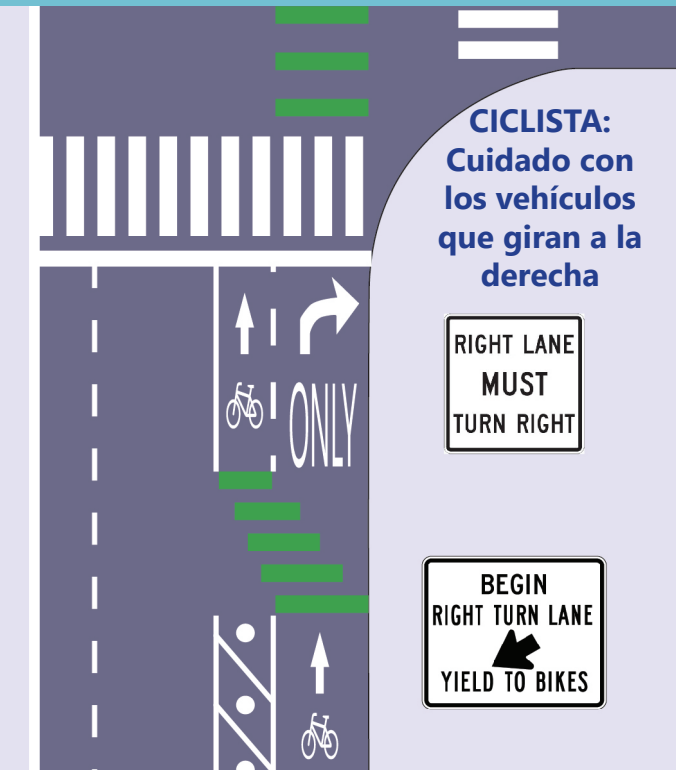 CICLISTA:
Cuidado con
los vehículos
que giran a la
derecha
RIGHT LANE
MUST
TURN RIGHT
ONLY
BEGIN
RIGHT TURN LANE
YIELD TO BIKES